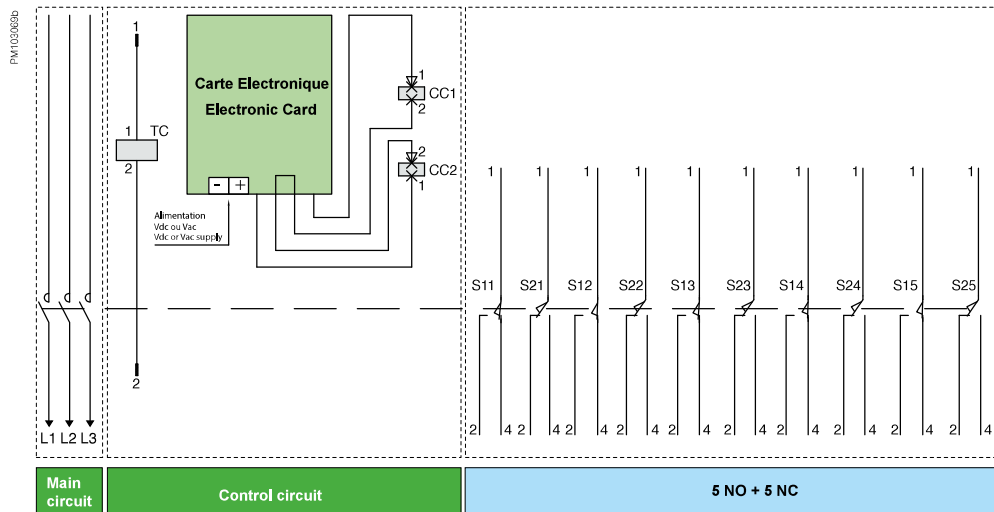 PM103069b
1
1
TC
2
2
Carte Electronique
Electronic Card
- +
Alimentation
Vdc ou Vac
Vdc or Vac supply
1
CC1
2
2
CC2
1
1 1 1 1 1 1 1 1 1 1
S11 S21 S12 S22 S13 S23 S14 S24 S15 S25
2 4 2 4 2 4 2 4 2 4 2 4 2 4 2 4 2 4 2 4
L1 L2 L3
Main
circuit
Control circuit
5 NO + 5 NC